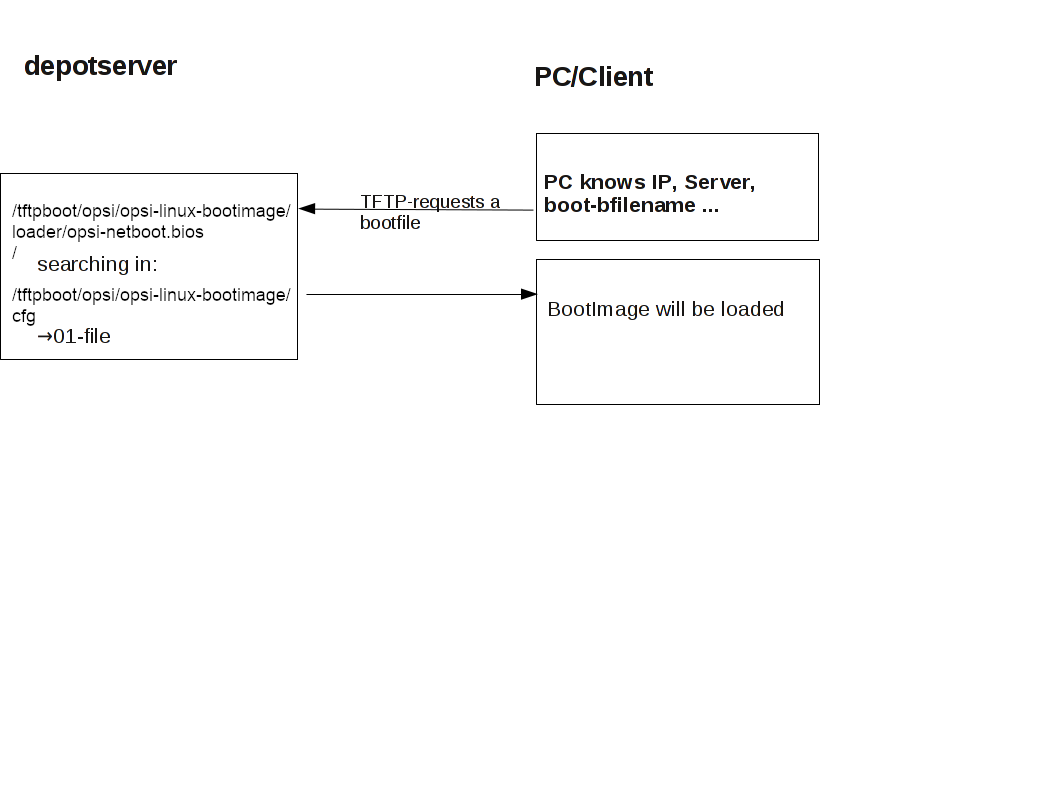 depotserver
PC/Client
/tftpboot/opsi/opsi-linux-bootimage/
loader/opsi-netboot.bios
/
searching in:
/tftpboot/opsi/opsi-linux-bootimage/
cfg
→01-file
TFTP-requests a
bootfile
PC knows IP, Server,
boot-bfilename ...
BootImage will be loaded